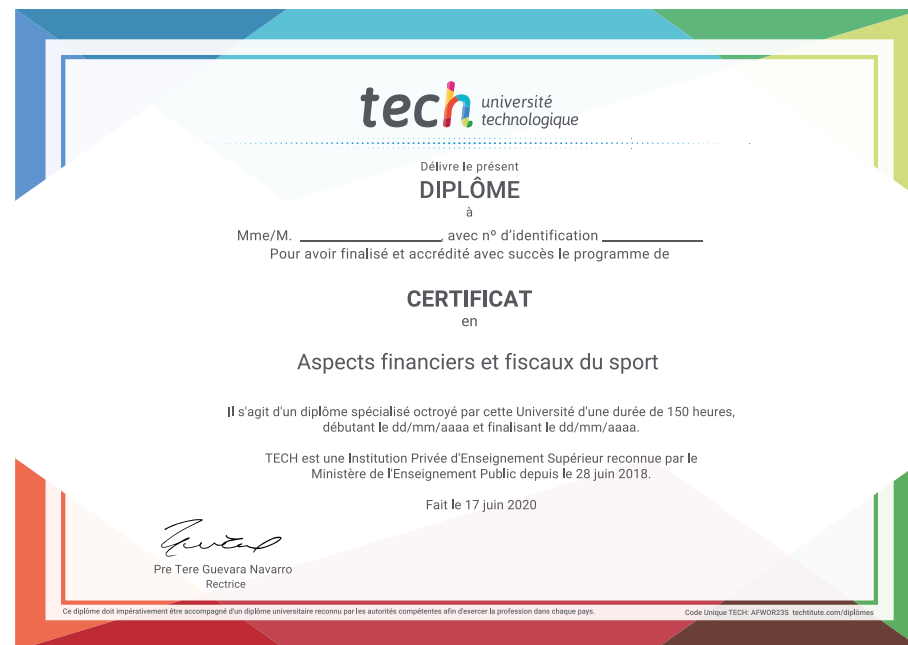 tech université
technologique
Délivre le présent
DIPLÔME
à
Mme/M. ____________, avec nº d'identification ____________
Pour avoir finalisé et accrédité avec succès le programme de
CERTIFICAT
en
Aspects financiers et fiscaux du sport
Il s'agit d'un diplôme spécialisé octroyé par cette Université d'une durée de 150 heures,
débutant le dd/mm/aaaa et finalisant le dd/mm/aaaa.
TECH est une Institution Privée d'Enseignement Supérieur reconnue par le
Ministère de l'Enseignement Public depuis le 28 juin 2018.
Fait le 17 juin 2020
Pre Tere Guevara Navarro
Rectrice
Ce diplôme doit impérativement être accompagné d'un diplôme universitaire reconnu par les autorités compétentes afin d'exercer la profession dans chaque pays.
Code Unique TECH: AFWOR23S techtitute.com/diplômes